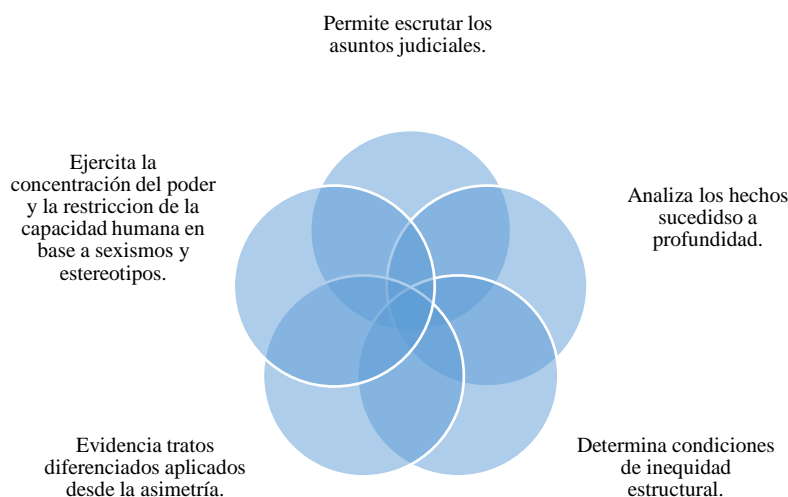 Permite escrutar los
asuntos judiciales.
Analiza los hechos
sucedidso a
profundidad.
Determina condiciones
de inequidad
estructural.
Evidencia tratos
diferenciados aplicados
desde la asimetría.
Ejercita la
concentración del poder
y la restriccion de la
capacidad humana en
base a sexismos y
estereotipos.